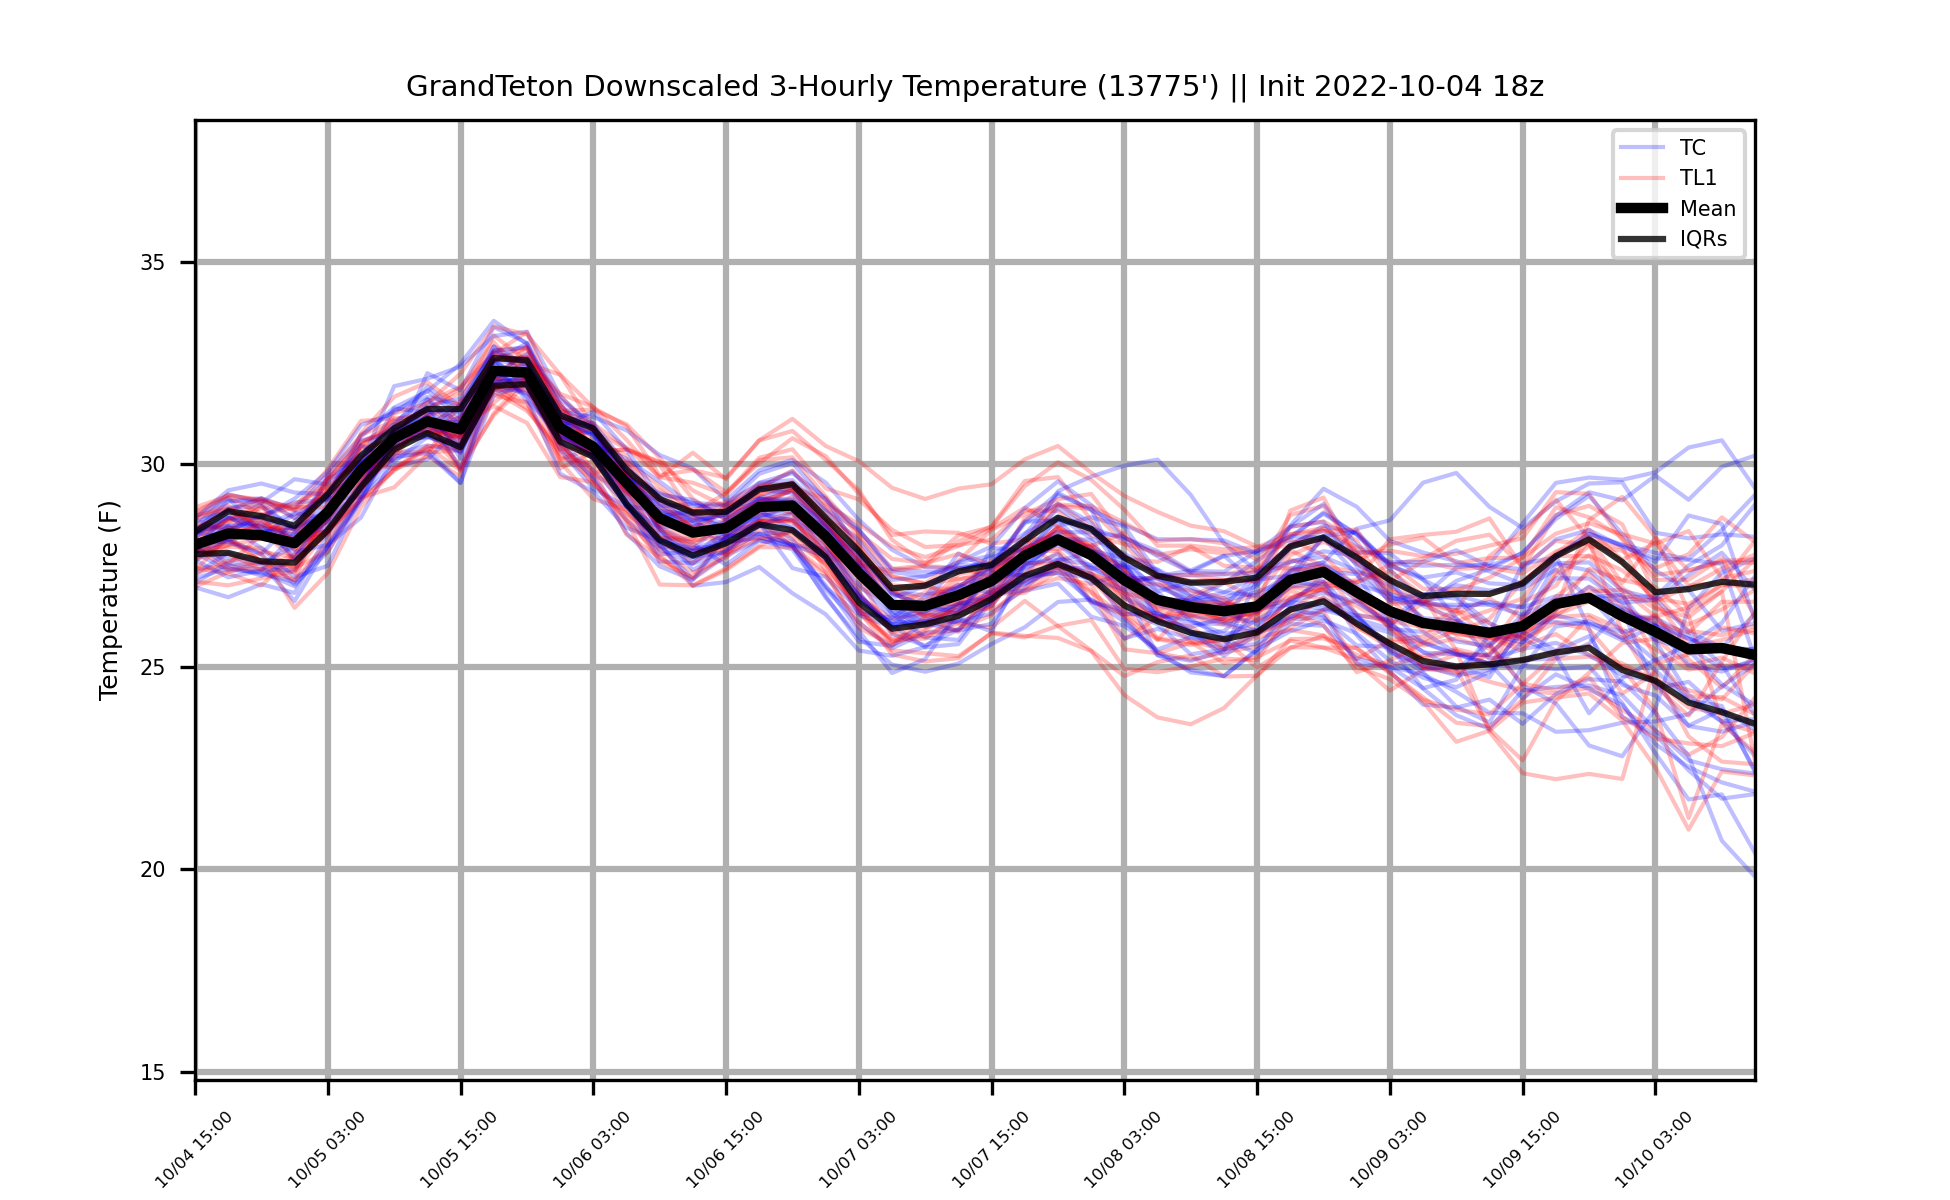 GrandTeton Downscaled 3-Hourly Temperature (13775') || Init 2022-10-04 18z
TC
TL1
Mean
IQRs
Temperature (F)
35
30
25
20
15
10/04 15:00
10/05 03:00
10/05 15:00
10/06 03:00
10/06 15:00
10/07 03:00
10/07 15:00
10/08 03:00
10/08 15:00
10/09 03:00
10/09 15:00
10/10 03:00